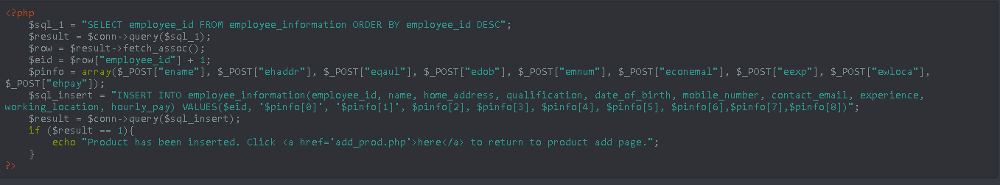 <?php
$sql_1 = "SELECT employee_id FROM employee_information ORDER BY employee_id DESC";
$result = $conn->query($sql_1);
$row = $result->fetch_assoc();
$eid = $row["employee_id"] + 1;
$pinfo = array($_POST["ename"], $_POST["ehaddr"], $_POST["eqaul"], $_POST["edob"], $_POST["emnum"], $_POST["econemal"], $_POST["eexp"], $_POST["ewloca"],
$_POST["ehpay"]);
$sql_insert = "INSERT INTO employee_information(employee_id, name, home_address, qualification, date_of_birth, mobile_number, contact_email, experience,
working_location, hourly_pay) VALUES($eid, '$pinfo[0]', '$pinfo[1]', $pinfo[2], $pinfo[3], $pinfo[4], $pinfo[5], $pinfo[6],$pinfo[7],$pinfo[8])";
$result = $conn->query($sql_insert);
if ($result == 1){
echo "Product has been inserted. Click <a href='add_prod.php'>here</a> to return to product add page.";
}
?>